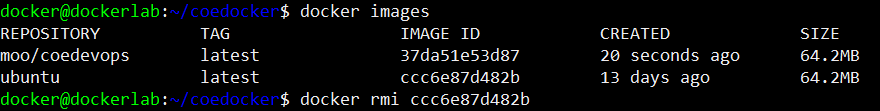 docker@dockerlab:~/coedocker$ docker images
REPOSITORY TAG IMAGE ID CREATED SIZE
moo/coedevops latest 37da51e53d87 20 seconds ago 64.2MB
ubuntu latest ccc6e87d482b 13 days ago 64.2MB
docker@dockerlab:~/coedocker$ docker rmi ccc6e87d482b